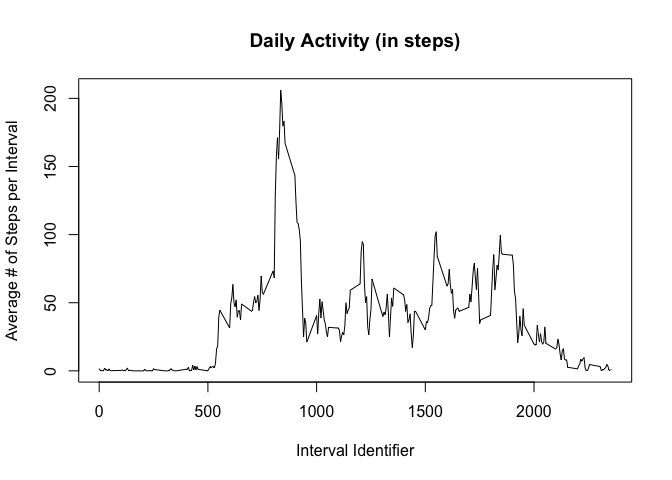 Daily Activity (in steps)
Average # of Steps per Interval
200
150
100
50
0
0 500 1000 1500 2000
Interval Identifier